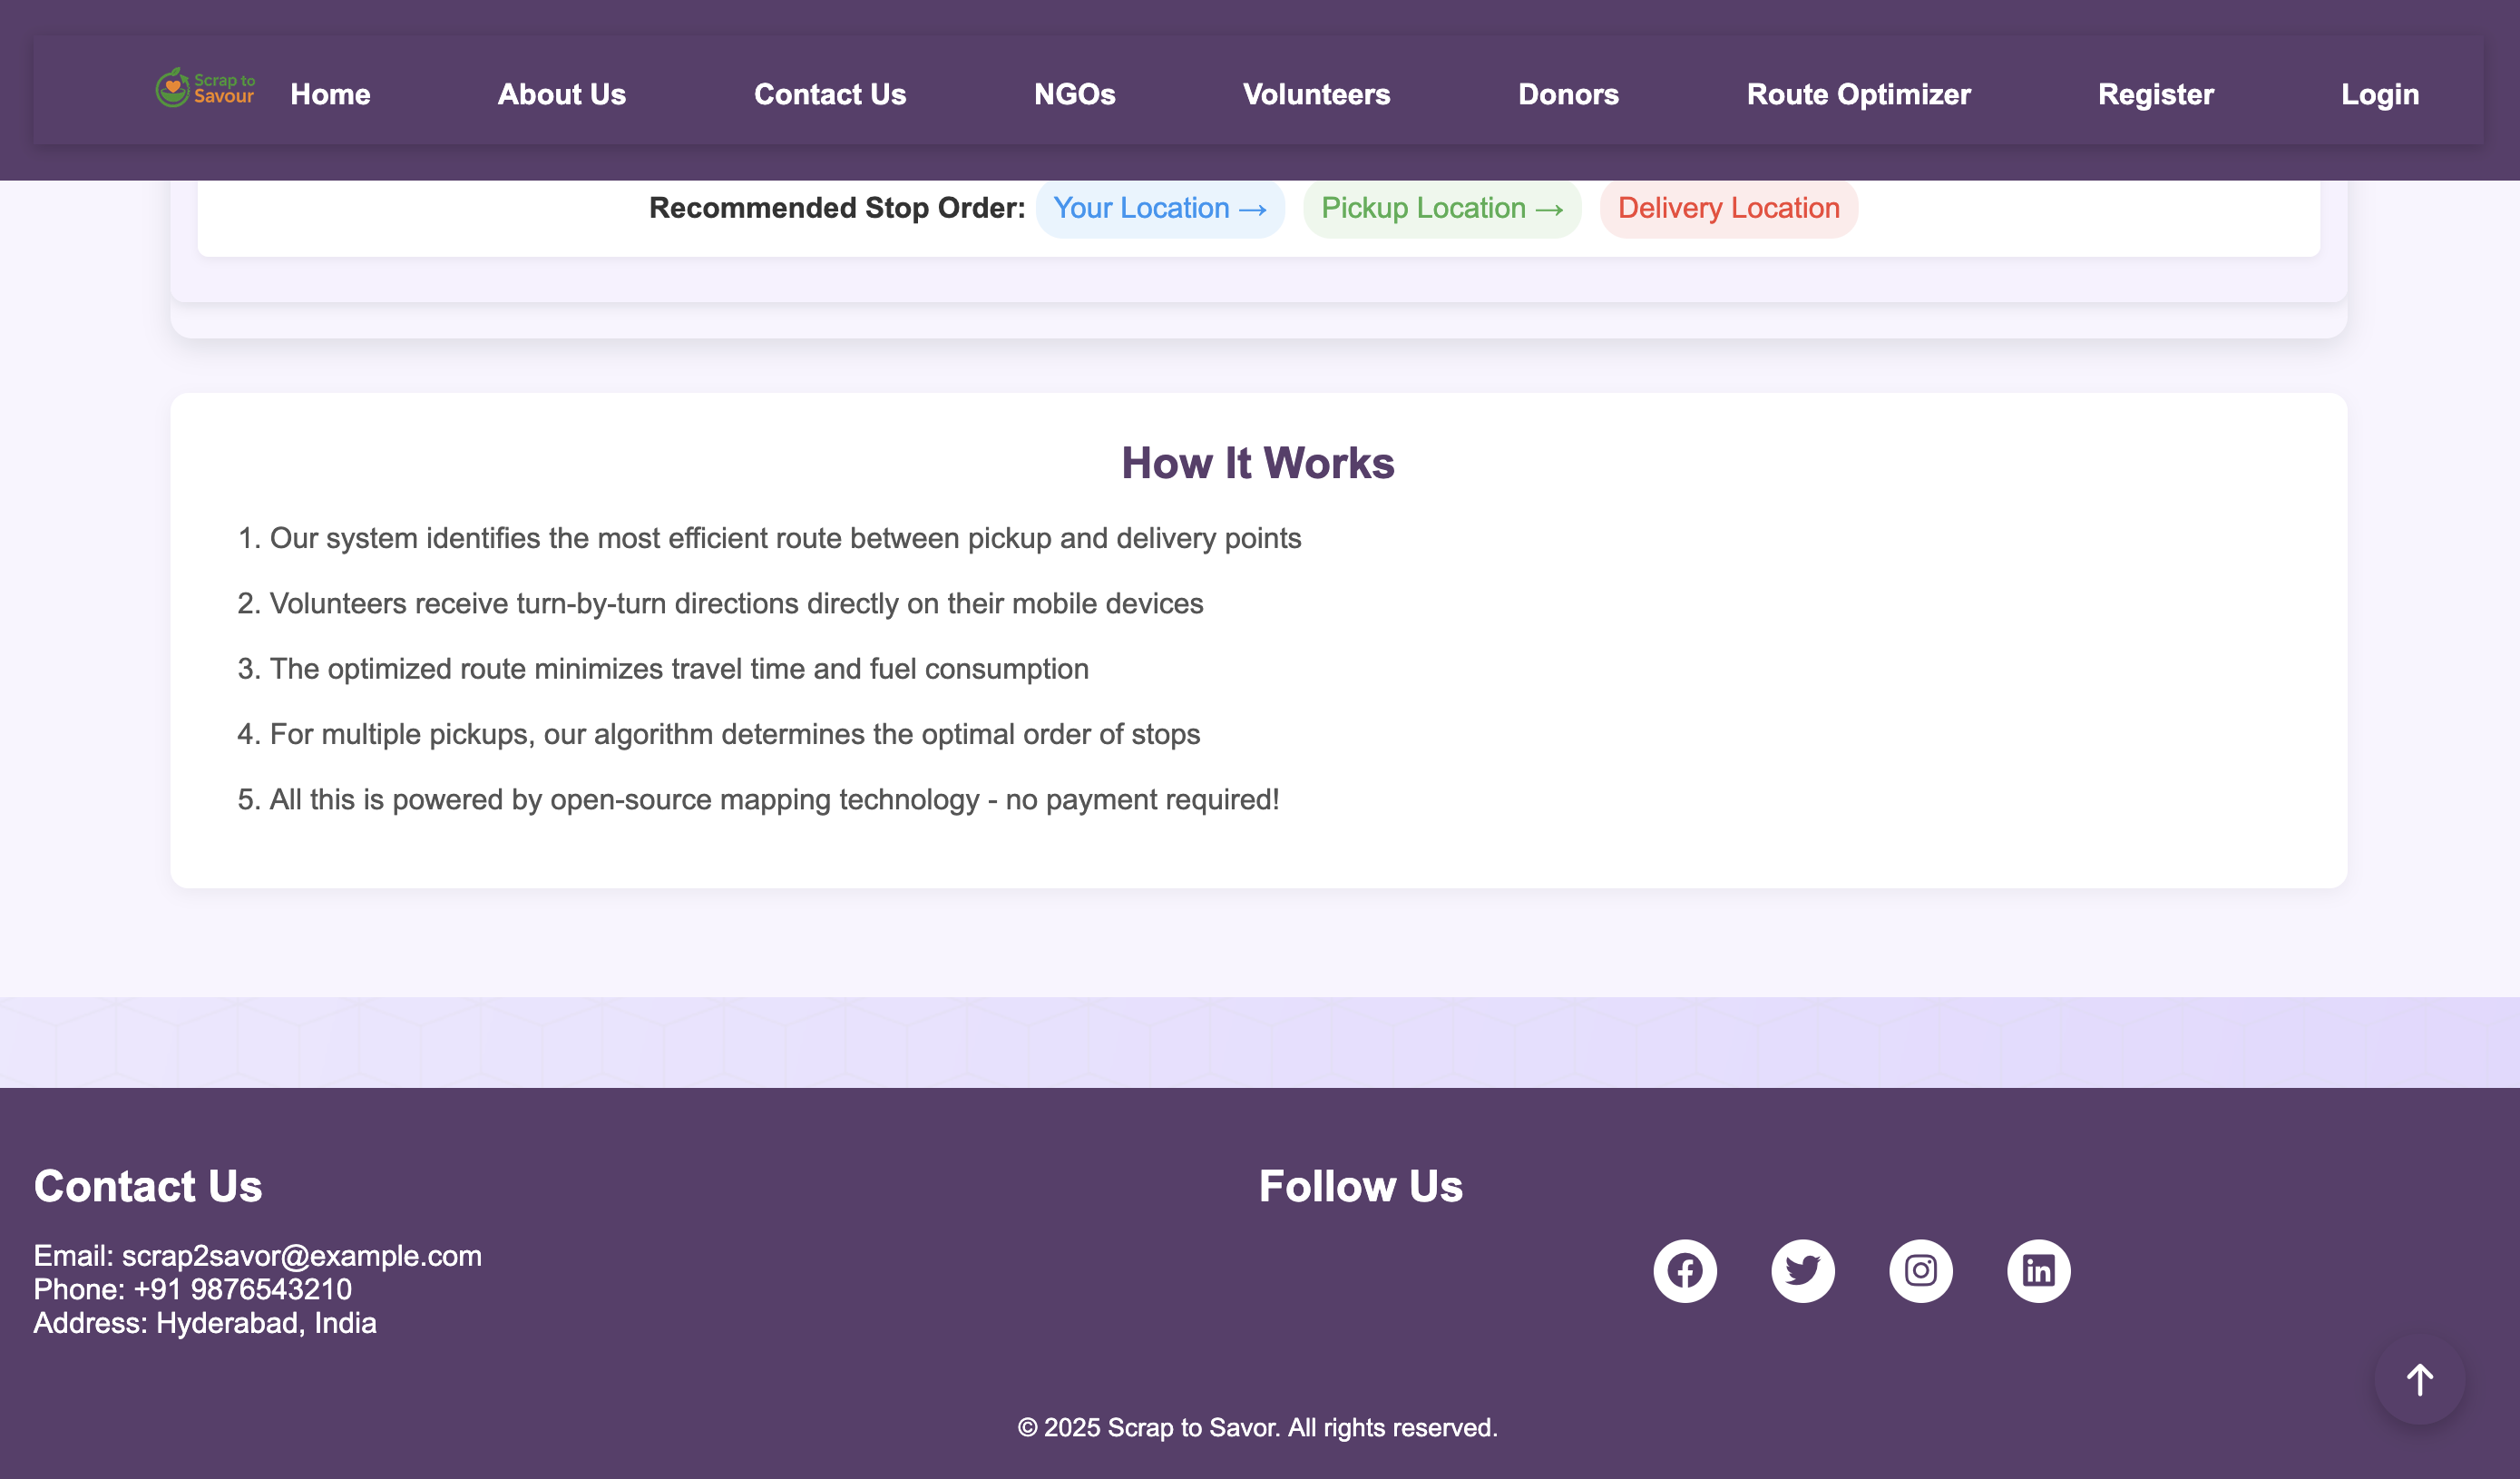 Scrap to
Savour
Home About Us Contact Us NGOs Volunteers Donors Route Optimizer Register Login
Recommended Stop Order: Your Location → Pickup Location → Delivery Location
How It Works
1. Our system identifies the most efficient route between pickup and delivery points
2. Volunteers receive turn-by-turn directions directly on their mobile devices
3. The optimized route minimizes travel time and fuel consumption
4. For multiple pickups, our algorithm determines the optimal order of stops
5. All this is powered by open-source mapping technology - no payment required!
Contact Us
Email: scrap2savor@example.com
Phone: +91 9876543210
Address: Hyderabad, India
Follow Us
© 2025 Scrap to Savor. All rights reserved.